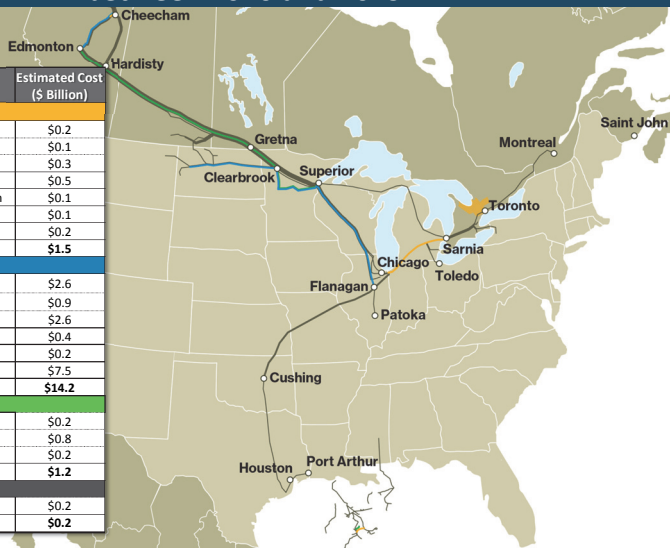 Estimated Cost
($ Billion)
$0.2
$0.1
$0.3
$0.5
$0.1
$0.1
$0.2
$1.5
$2.6
$0.9
$2.6
$0.4
$0.2
$7.5
$14.2
$0.2
$0.8
$0.2
$1.2
$0.2
$0.2
Cheecham
Edmonton
Hardisty
Gretna
Clearbrook
Superior
Montreal
Saint John
Toronto
Sarnia
Chicago
Toledo
Flanagan
Patoka
Cushing
Houston
Port Arthur